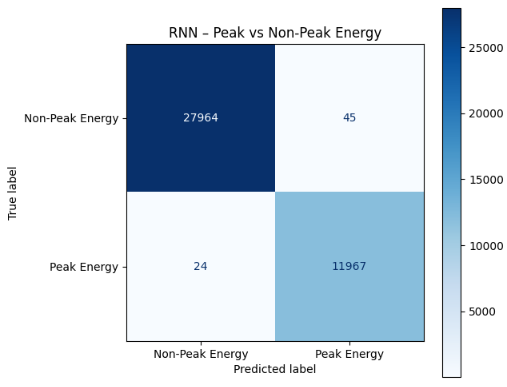 RNN – Peak vs Non-Peak Energy
True label
Non-Peak Energy
27964
45
Peak Energy
24
11967
Non-Peak Energy
Peak Energy
Predicted label
25000
20000
15000
10000
5000